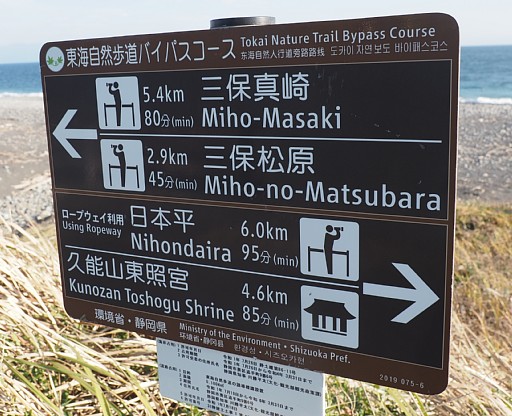 東海自然歩道バイパスコース Tokai Nature Trail Bypass Course
东海自然人行道旁路路线 도카이 자연 보도 바이패스코스
5.4km 三保真崎
80分(min) Miho-Masaki
2.9km 三保松原
45分(min) Miho-no-Matsubara
ロープウェイ利用 日本平 6.0km
Using Ropeway Nihondaira 95分(min)
久能山東照宮 4.6km
Kunozan Toshogu Shrine 85分(min)
環境省・静岡県 Ministry of the Environment・Shizuoka Pref.
环境省・静冈县 환경성・시즈오카현
2019 075-6